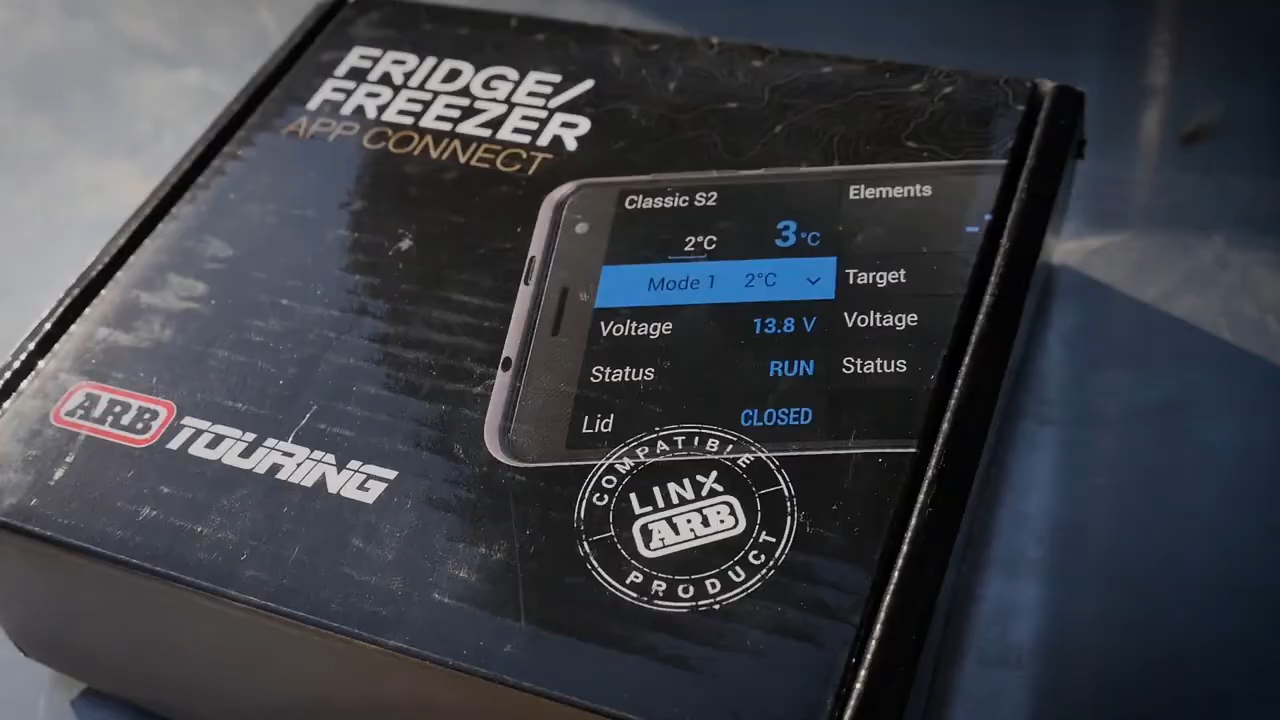 FRIDGE/
FREEZER
APP CONNECT
Classic S2
2°C 3°C
Mode 1 2°C
Voltage 13.8 V
Status RUN
Lid CLOSED
Elements
Target
Voltage
Status
ARB TOURING
COMPATIBLE
LINX
ARB
PRODUCT